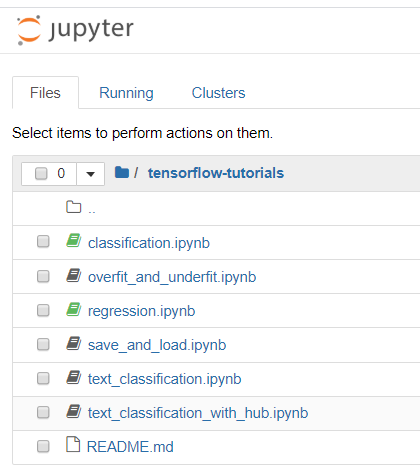 jupyter
Files Running Clusters
Select items to perform actions on them.
0 / tensorflow-tutorials
..
classification.ipynb
overfit_and_underfit.ipynb
regression.ipynb
save_and_load.ipynb
text_classification.ipynb
text_classification_with_hub.ipynb
README.md